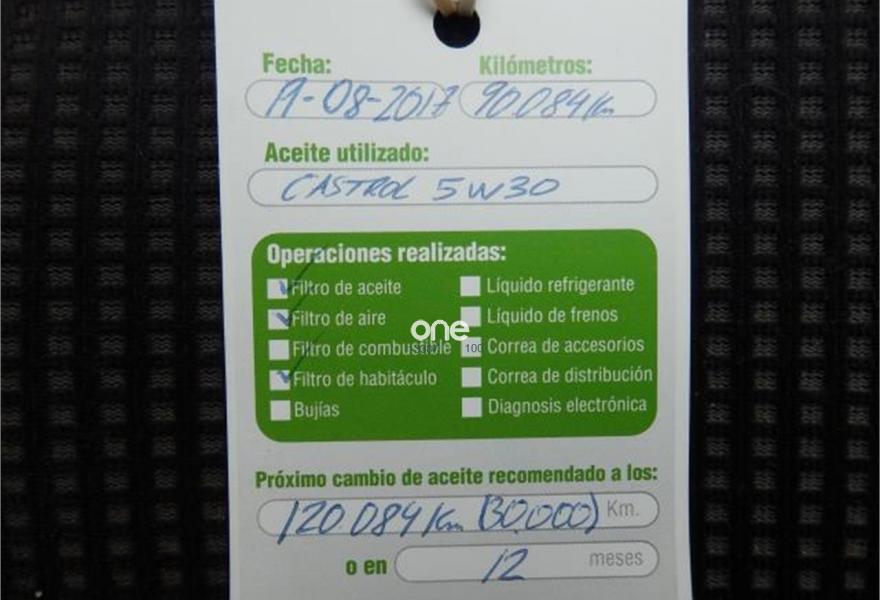 Fecha: Kilómetros:
19-08-2017 90.084 Km
Aceite utilizado:
CASTROL 5W30
Operaciones realizadas:
Filtro de aceite Líquido refrigerante
Filtro de aire Líquido de frenos
one
Filtro de combustible 100 Correa de accesorios
Filtro de habitáculo Correa de distribución
Bujías Diagnosis electrónica
Próximo cambio de aceite recomendado a los:
120.084 Km (30.000) Km.
o en 12 meses